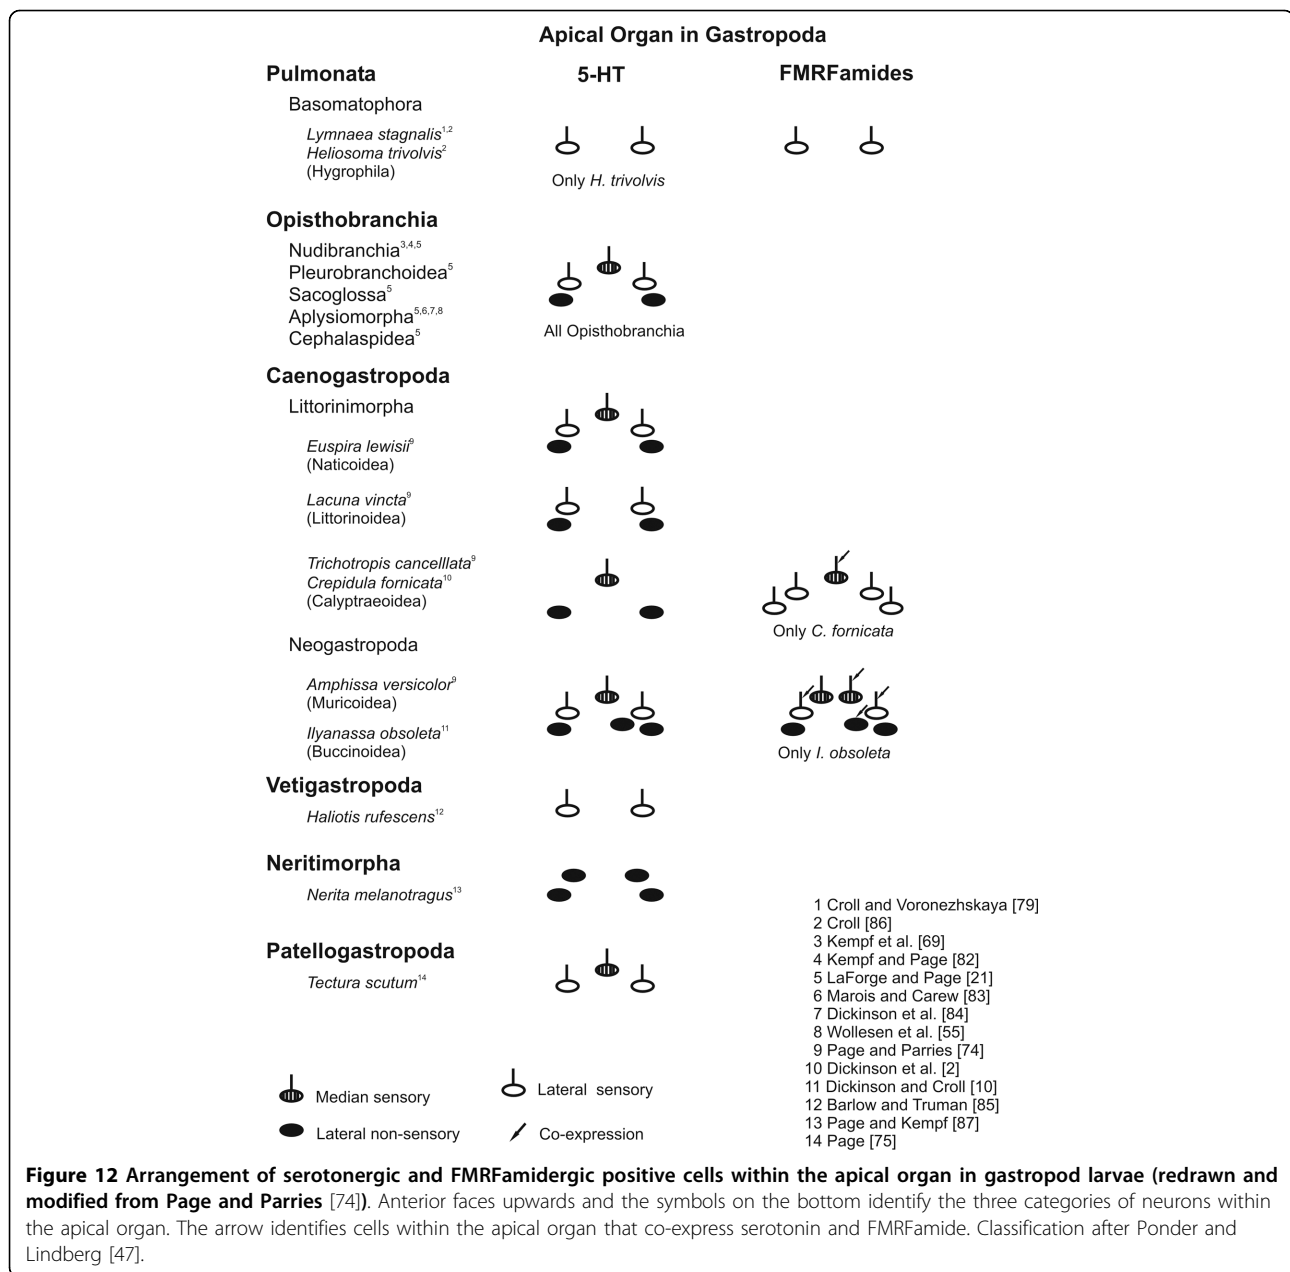 Apical Organ in Gastropoda
Pulmonata 5-HT FMRFamides
Basomatophora
Lymnaea stagnalis1,2
Heliosoma trivolvis2
(Hygrophila)
Only H. trivolvis
Opisthobranchia
Nudibranchia3,4,5
Pleurobranchoidea5
Sacoglossa5
Aplysiomorpha5,6,7,8
Cephalaspidea5
All Opisthobranchia
Caenogastropoda
Littorinimorpha
Euspira lewisii9
(Naticoidea)
Lacuna vincta9
(Littorinoidea)
Trichotropis cancelllata9
Crepidula fornicata10
(Calyptraeoidea)
Only C. fornicata
Neogastropoda
Amphissa versicolor9
(Muricoidea)
Ilyanassa obsoleta11
(Buccinoidea)
Only I. obsoleta
Vetigastropoda
Haliotis rufescens12
Neritimorpha
Nerita melanotragus13
Patellogastropoda
Tectura scutum14
1 Croll and Voronezhskaya [79]
2 Croll [86]
3 Kempf et al. [69]
4 Kempf and Page [82]
5 LaForge and Page [21]
6 Marois and Carew [83]
7 Dickinson et al. [84]
8 Wollesen et al. [55]
9 Page and Parries [74]
10 Dickinson et al. [2]
11 Dickinson and Croll [10]
12 Barlow and Truman [85]
13 Page and Kempf [87]
14 Page [75]
Median sensory
Lateral sensory
Lateral non-sensory
Co-expression
Figure 12 Arrangement of serotonergic and FMRFamidergic positive cells within the apical organ in gastropod larvae (redrawn and
modified from Page and Parries [74]). Anterior faces upwards and the symbols on the bottom identify the three categories of neurons within
the apical organ. The arrow identifies cells within the apical organ that co-express serotonin and FMRFamide. Classification after Ponder and
Lindberg [47].